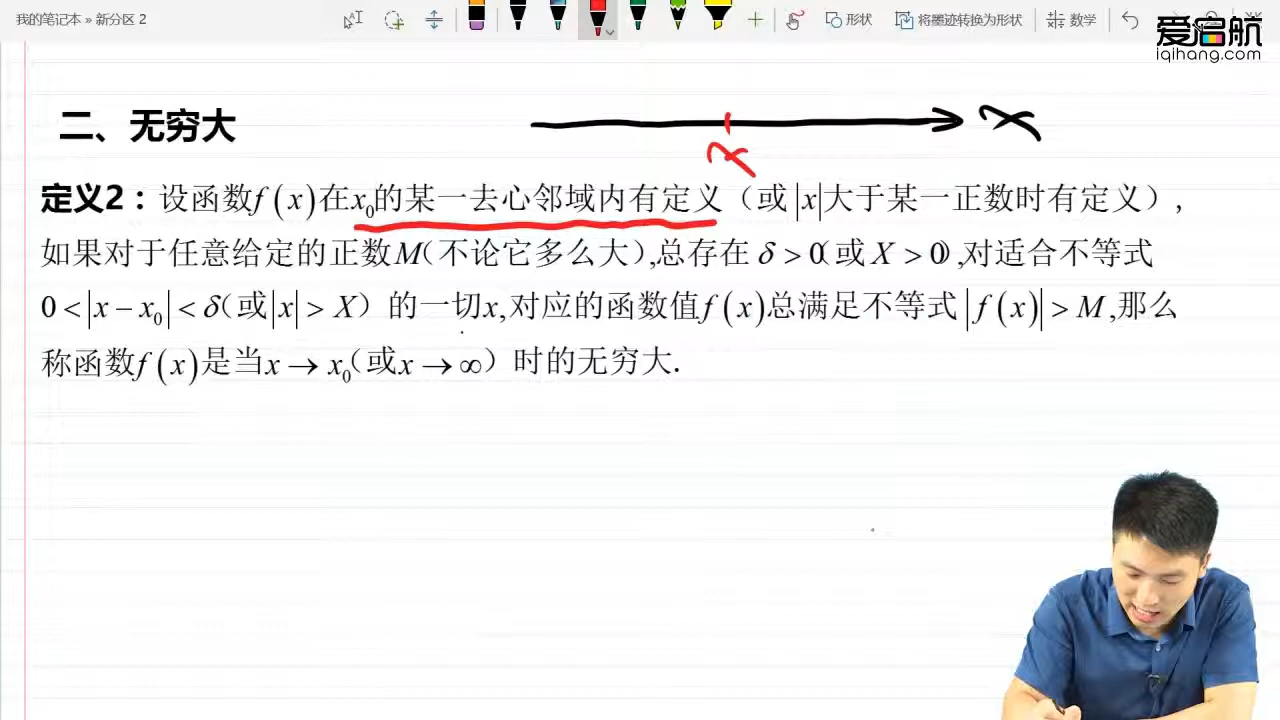 我的笔记本 » 新分区 2
形状 将墨迹转换为形状 数学
爱启航
iqihang.com
二、无穷大
x
x
定义2：设函数f(x)在x₀的某一去心邻域内有定义（或|x|大于某一正数时有定义），
如果对于任意给定的正数M（不论它多么大）,总存在 δ > 0(或 X > 0) ,对适合不等式
0 < |x − x₀| < δ（或|x| > X）的一切x,对应的函数值f(x)总满足不等式|f(x)| > M ,那么
称函数f(x)是当x → x₀（或x → ∞）时的无穷大.